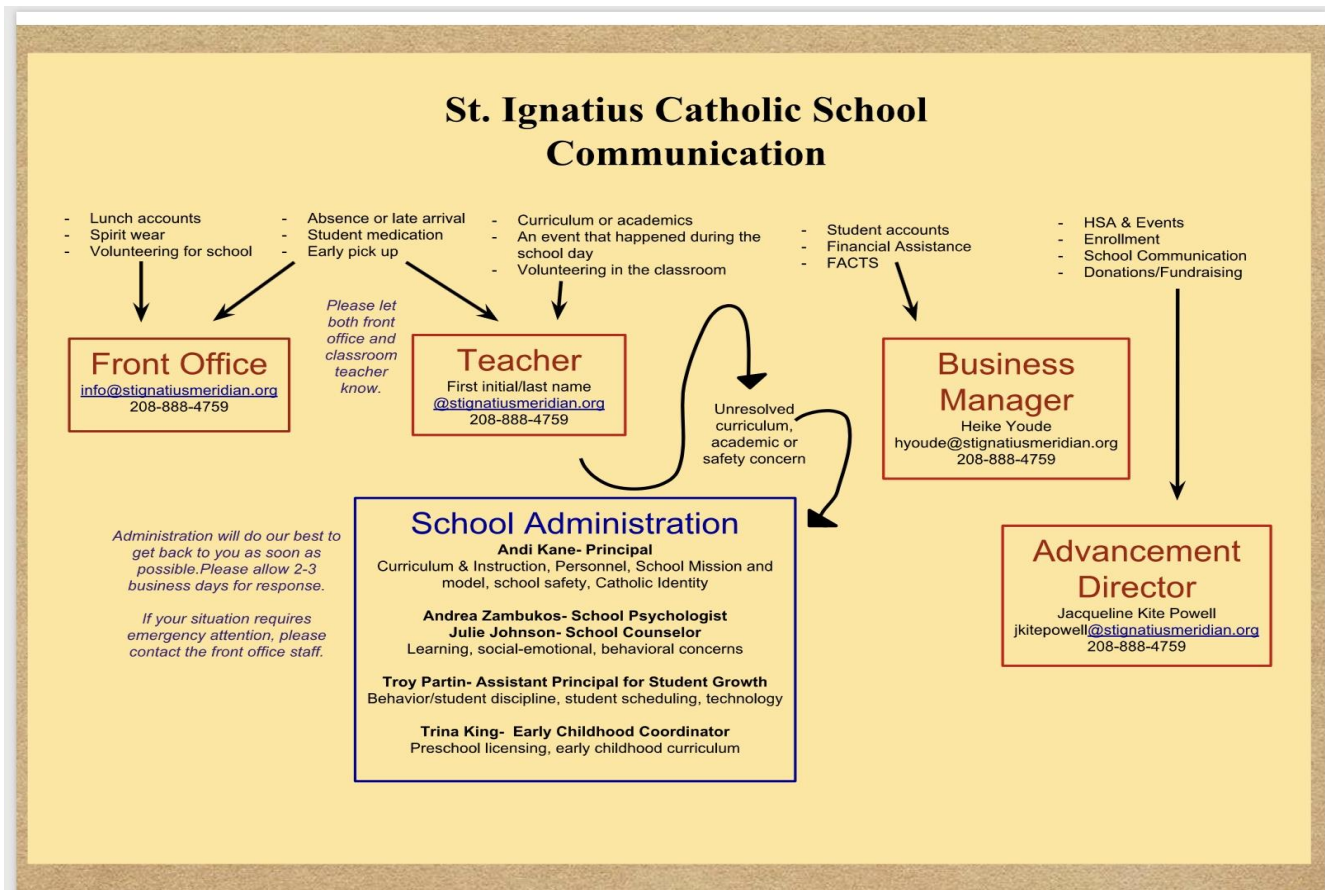 St. Ignatius Catholic School
Communication
- Lunch accounts
- Spirit wear
- Volunteering for school
- Absence or late arrival
- Student medication
- Early pick up
- Curriculum or academics
- An event that happened during the
school day
- Volunteering in the classroom
- Student accounts
- Financial Assistance
- FACTS
- HSA & Events
- Enrollment
- School Communication
- Donations/Fundraising
Front Office
info@stignatiusmeridian.org
208-888-4759
Please let
both front
office and
classroom
teacher
know.
Teacher
First initial/last name
@stignatiusmeridian.org
208-888-4759
Unresolved
curriculum,
academic or
safety concern
Business
Manager
Heike Youde
hyoude@stignatiusmeridian.org
208-888-4759
Advancement
Director
Jacqueline Kite Powell
jkitepowell@stignatiusmeridian.org
208-888-4759
Administration will do our best to
get back to you as soon as
possible.Please allow 2-3
business days for response.
If your situation requires
emergency attention, please
contact the front office staff.
School Administration
Andi Kane- Principal
Curriculum & Instruction, Personnel, School Mission and
model, school safety, Catholic Identity
Andrea Zambukos- School Psychologist
Julie Johnson- School Counselor
Learning, social-emotional, behavioral concerns
Troy Partin- Assistant Principal for Student Growth
Behavior/student discipline, student scheduling, technology
Trina King- Early Childhood Coordinator
Preschool licensing, early childhood curriculum